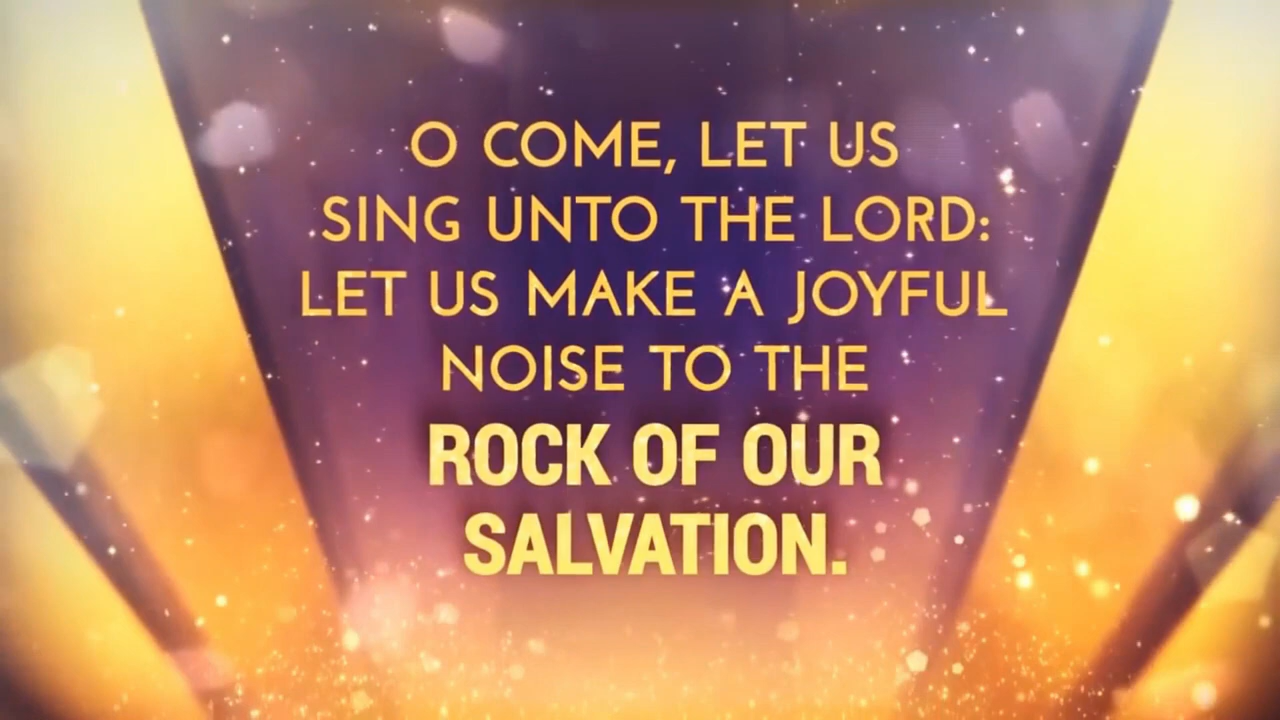 O COME, LET US
SING UNTO THE LORD:
LET US MAKE A JOYFUL
NOISE TO THE
ROCK OF OUR
SALVATION.